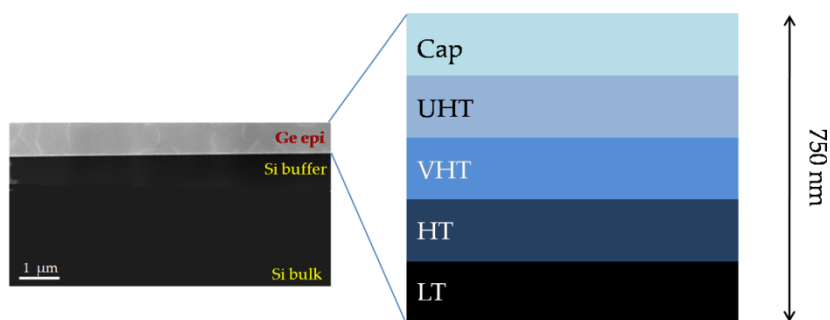 Ge epi
Si buffer
1 μm
Si bulk
Cap
UHT
VHT
HT
LT
750 nm